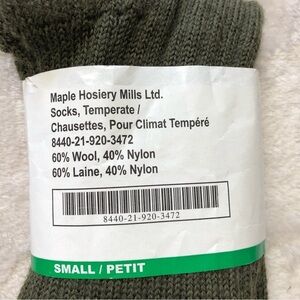 Maple Hosiery Mills Ltd.
Socks, Temperate /
Chausettes, Pour Climat Tempéré
8440-21-920-3472
60% Wool, 40% Nylon
60% Laine, 40% Nylon
8440-21-920-3472
SMALL / PETIT